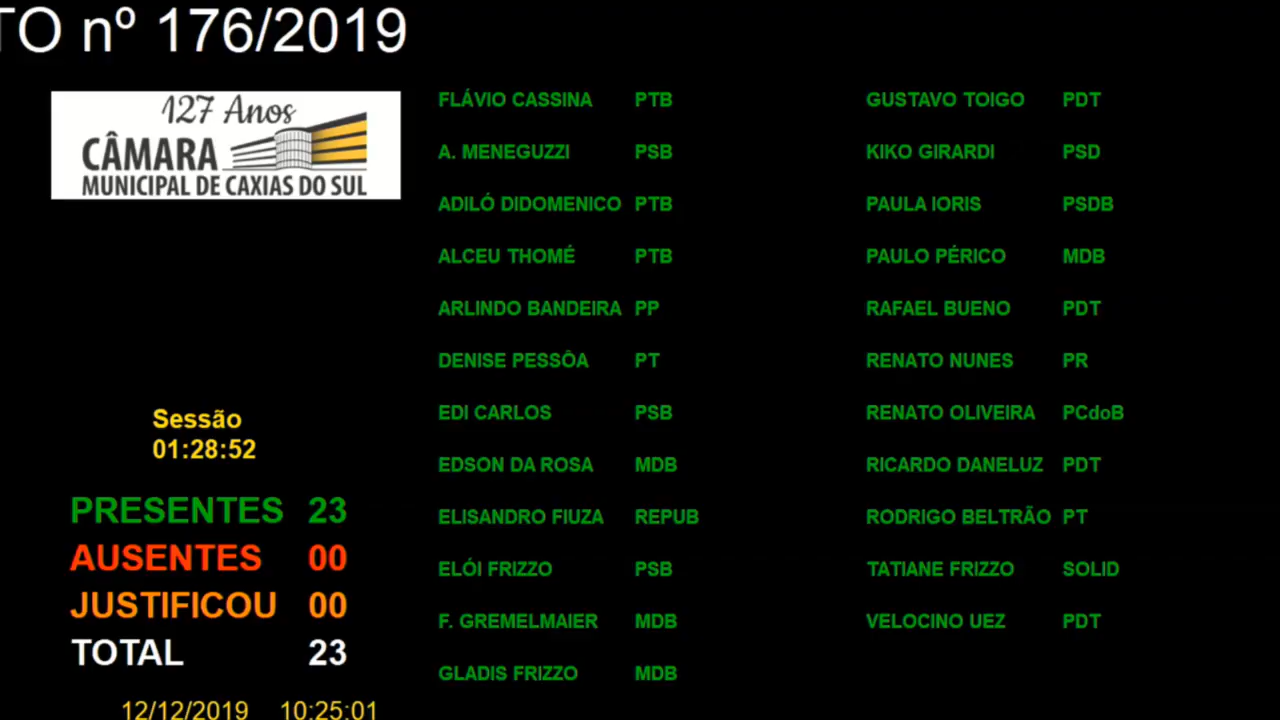 TO nº 176/2019
127 Anos
CÂMARA
MUNICIPAL DE CAXIAS DO SUL
Sessão
01:28:52
PRESENTES 23
AUSENTES 00
JUSTIFICOU 00
TOTAL 23
12/12/2019 10:25:01
FLÁVIO CASSINA PTB
A. MENEGUZZI PSB
ADILÓ DIDOMENICO PTB
ALCEU THOMÉ PTB
ARLINDO BANDEIRA PP
DENISE PESSÔA PT
EDI CARLOS PSB
EDSON DA ROSA MDB
ELISANDRO FIUZA REPUB
ELÓI FRIZZO PSB
F. GREMELMAIER MDB
GLADIS FRIZZO MDB
GUSTAVO TOIGO PDT
KIKO GIRARDI PSD
PAULA IORIS PSDB
PAULO PÉRICO MDB
RAFAEL BUENO PDT
RENATO NUNES PR
RENATO OLIVEIRA PCdoB
RICARDO DANELUZ PDT
RODRIGO BELTRÃO PT
TATIANE FRIZZO SOLID
VELOCINO UEZ PDT